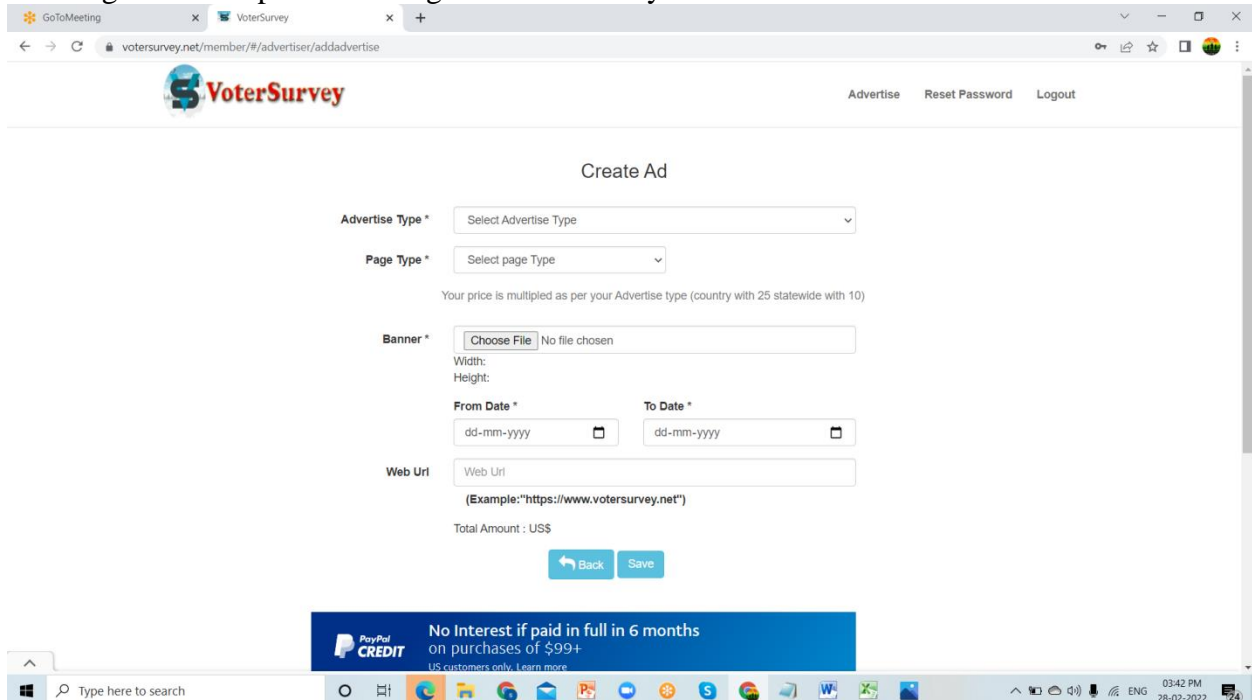 GoToMeeting
VoterSurvey
votersurvey.net/member/#/advertiser/addadvertise
VoterSurvey
Advertise Reset Password Logout
Create Ad
Advertise Type * Select Advertise Type
Page Type * Select page Type
Your price is multipled as per your Advertise type (country with 25 statewide with 10)
Banner * Choose File No file chosen
Width:
Height:
From Date * To Date *
dd-mm-yyyy dd-mm-yyyy
Web Url Web Url
(Example:"https://www.votersurvey.net")
Total Amount : US$
Back Save
PayPal CREDIT
No Interest if paid in full in 6 months
on purchases of $99+
US customers only. Learn more
Type here to search
ENG
03:42 PM
28-02-2022
24